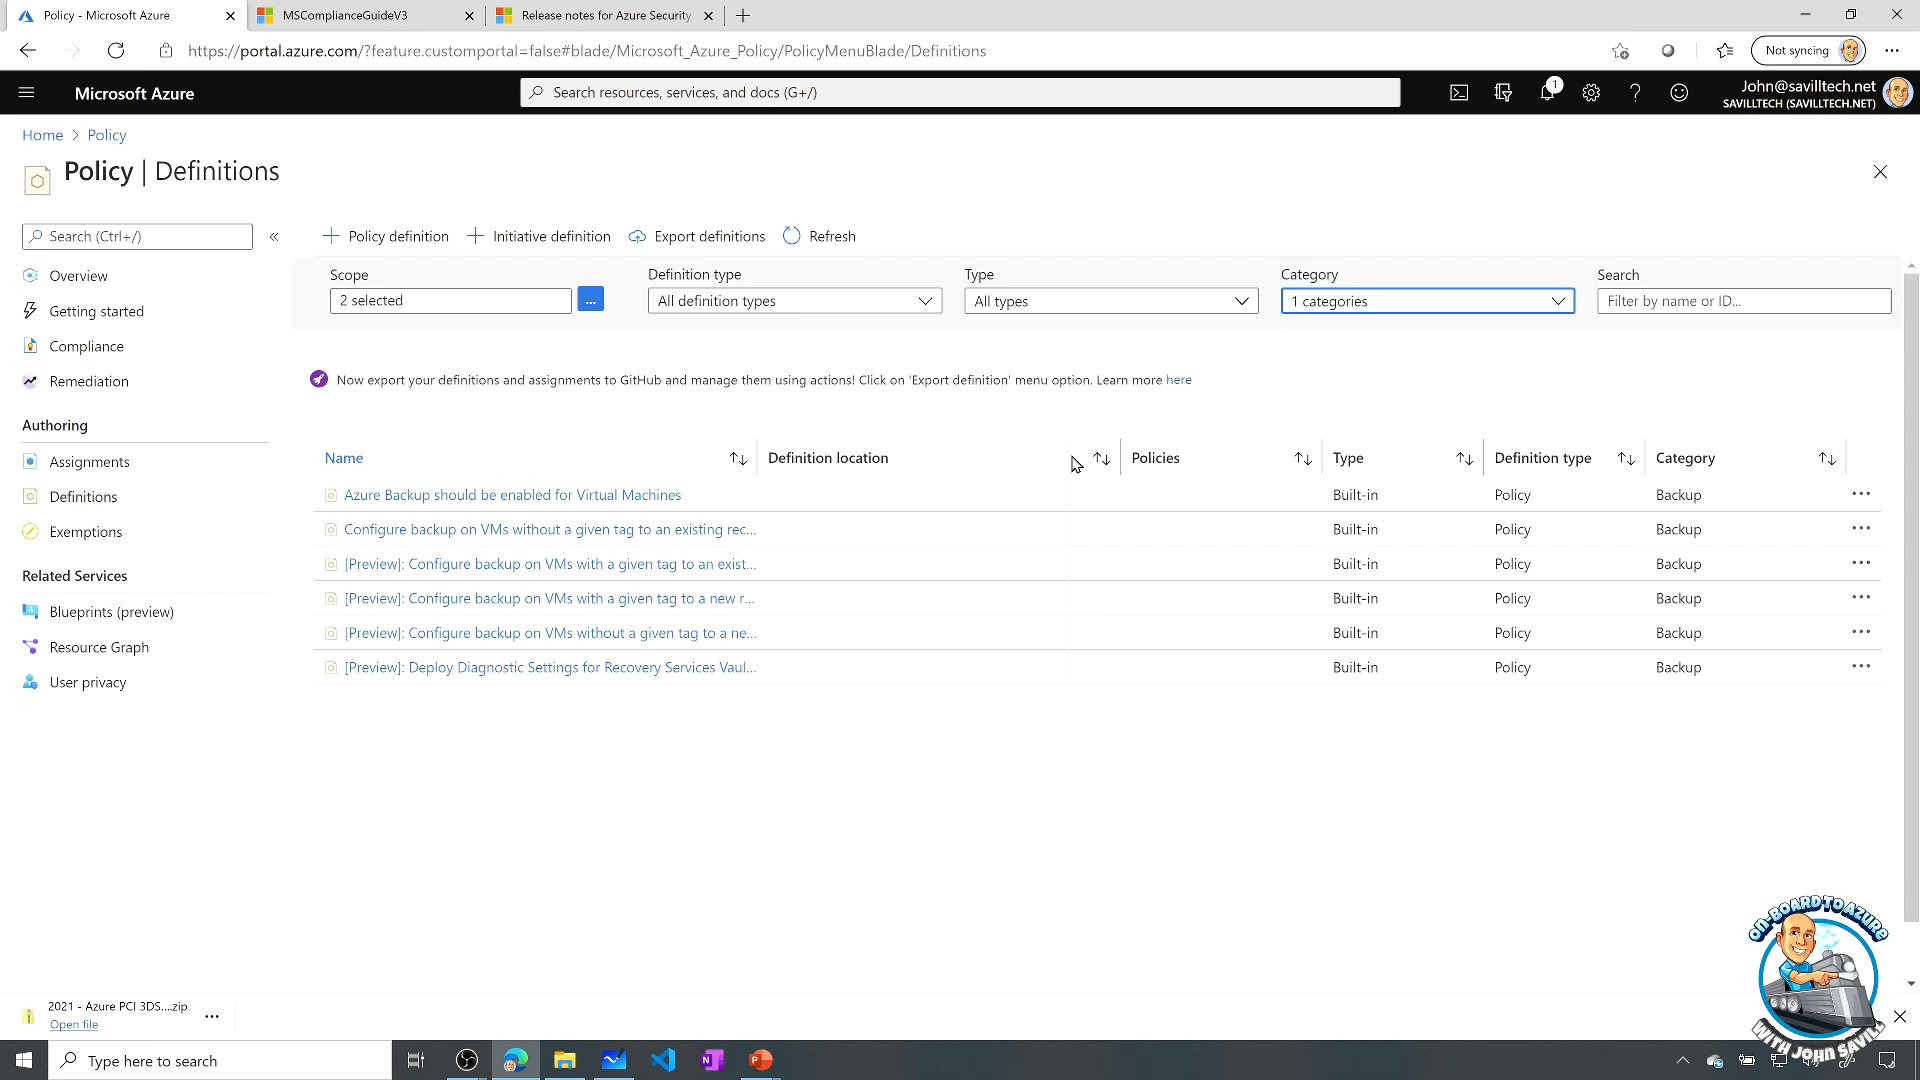 Policy - Microsoft Azure
MSComplianceGuideV3
Release notes for Azure Security
https://portal.azure.com/?feature.customportal=false#blade/Microsoft_Azure_Policy/PolicyMenuBlade/Definitions
Not syncing
Microsoft Azure
Search resources, services, and docs (G+/)
1
John@savilltech.net
SAVILLTECH (SAVILLTECH.NET)
Home > Policy
Policy | Definitions
Search (Ctrl+/)
«
Policy definition
Initiative definition
Export definitions
Refresh
Overview
Getting started
Compliance
Remediation
Authoring
Assignments
Definitions
Exemptions
Related Services
Blueprints (preview)
Resource Graph
User privacy
Scope
2 selected
...
Definition type
All definition types
Type
All types
Category
1 categories
Search
Filter by name or ID...
Now export your definitions and assignments to GitHub and manage them using actions! Click on 'Export definition' menu option. Learn more here
Name Definition location Policies Type Definition type Category
Azure Backup should be enabled for Virtual Machines Built-in Policy Backup
Configure backup on VMs without a given tag to an existing rec... Built-in Policy Backup
[Preview]: Configure backup on VMs with a given tag to an exist... Built-in Policy Backup
[Preview]: Configure backup on VMs with a given tag to a new r... Built-in Policy Backup
[Preview]: Configure backup on VMs without a given tag to a ne... Built-in Policy Backup
[Preview]: Deploy Diagnostic Settings for Recovery Services Vaul... Built-in Policy Backup
ON-BOARD TO AZURE
WITH JOHN SAVILL
2021 - Azure PCI 3DS....zip
Open file
Type here to search